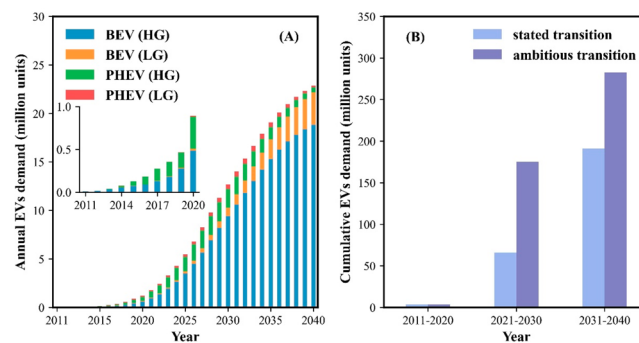 30
25
20
15
10
5
0
Annual EVs demand (million units)
BEV (HG)
BEV (LG)
PHEV (HG)
PHEV (LG)
(A)
1.0
0.5
0.0
2011 2014 2017 2020
2011 2015 2020 2025 2030 2035 2040
Year
350
300
250
200
150
100
50
0
Cumulative EVs demand (million units)
(B)
stated transition
ambitious transition
2011-2020 2021-2030 2031-2040
Year